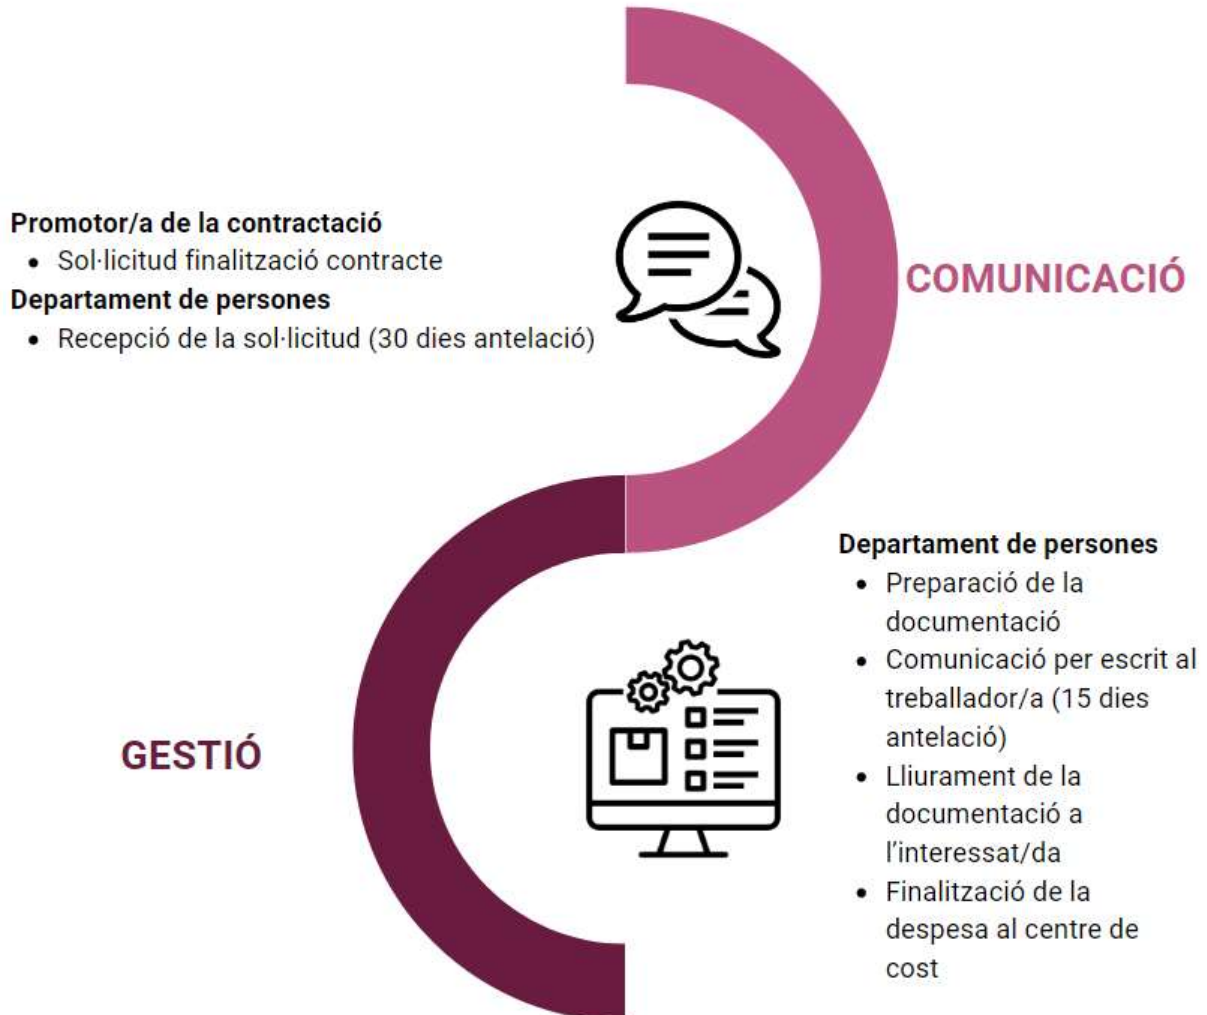 Promotor/a de la contractació
• Sol·licitud finalització contracte
Departament de persones
• Recepció de la sol·licitud (30 dies antelació)
COMUNICACIÓ
GESTIÓ
Departament de persones
• Preparació de la
documentació
• Comunicació per escrit al
treballador/a (15 dies
antelació)
• Lliurament de la
documentació a
l'interessat/da
• Finalització de la
despesa al centre de
cost